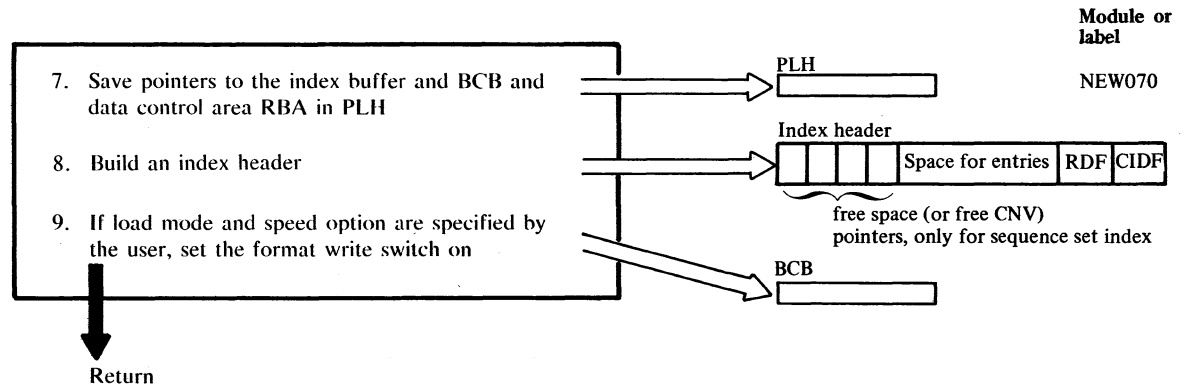 Module or
label
7. Save pointers to the index buffer and BCB and
data control area RBA in PLH
PLH
NEW070
8. Build an index header
Index header
Space for entries RDF CIDF
free space (or free CNV)
pointers, only for sequence set index
9. If load mode and speed option are specified by
the user, set the format write switch on
BCB
Return